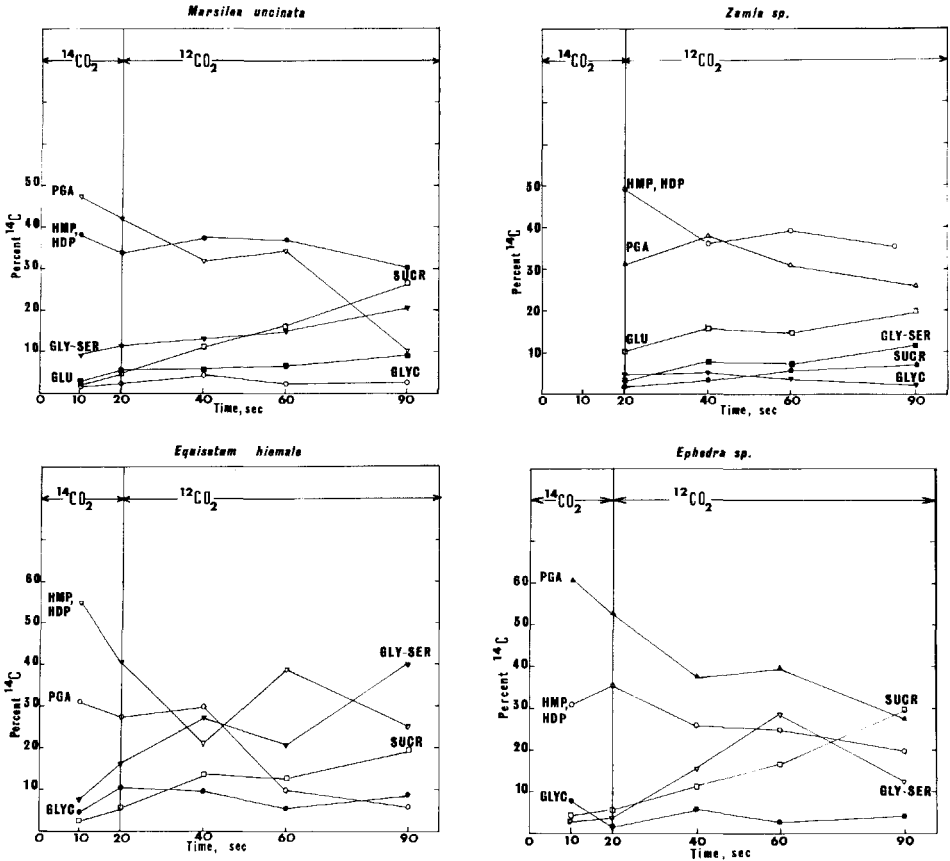 Marsilea uncinata
14CO2 12CO2
50
40
30
20
10
Percent 14C
PGA
HMP, HDP
GLY-SER
GLU
SUCR
GLYC
0 10 20 40 60 90
Time, sec
Zamia sp.
14CO2 12CO2
50
40
30
20
10
Percent 14C
HMP, HDP
PGA
GLU
GLY-SER
SUCR
GLYC
0 10 20 40 60 90
Time, sec
Equisetum hiemale
14CO2 12CO2
60
50
40
30
20
10
Percent 14C
HMP, HDP
PGA
GLYC
GLY-SER
SUCR
0 10 20 40 60 90
Time, sec
Ephedra sp.
14CO2 12CO2
60
50
40
30
20
10
Percent 14C
PGA
HMP, HDP
GLYC
SUCR
GLY-SER
0 10 20 40 60 90
Time, sec